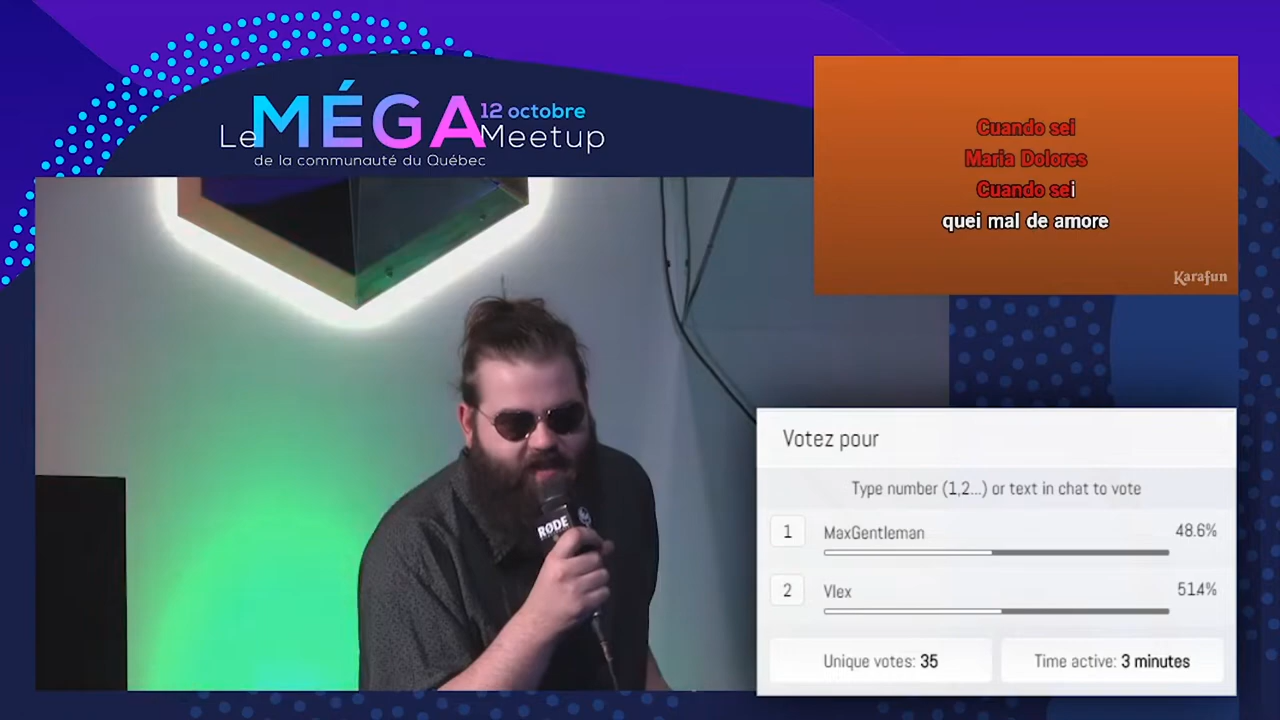 Le MÉGA Meetup
12 octobre
de la communauté du Québec
Cuando sei
Maria Dolores
Cuando sei
quei mal de amore
Karafun
RØDE
Votez pour
Type number (1,2...) or text in chat to vote
1 MaxGentleman 48.6%
2 Vlex 51.4%
Unique votes: 35
Time active: 3 minutes